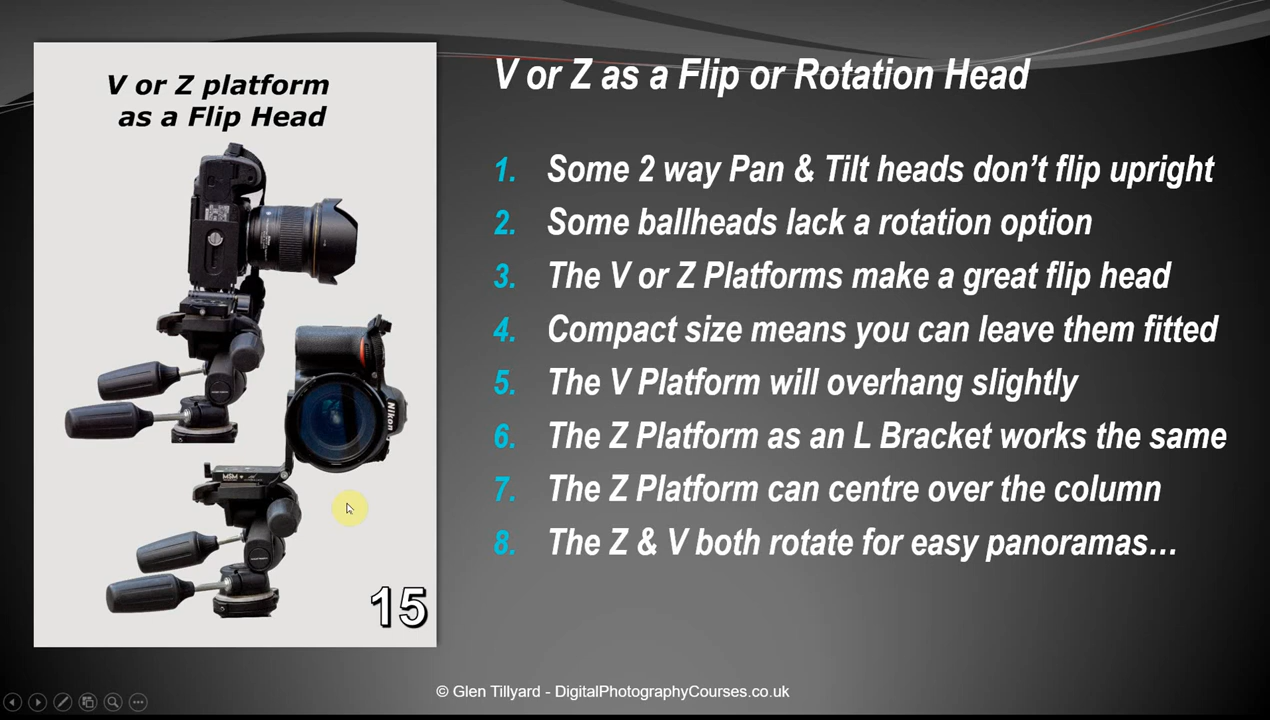 V or Z platform
as a Flip Head
Nikon
MSM
15
V or Z as a Flip or Rotation Head
1. Some 2 way Pan & Tilt heads don’t flip upright
2. Some ballheads lack a rotation option
3. The V or Z Platforms make a great flip head
4. Compact size means you can leave them fitted
5. The V Platform will overhang slightly
6. The Z Platform as an L Bracket works the same
7. The Z Platform can centre over the column
8. The Z & V both rotate for easy panoramas…
© Glen Tillyard - DigitalPhotographyCourses.co.uk